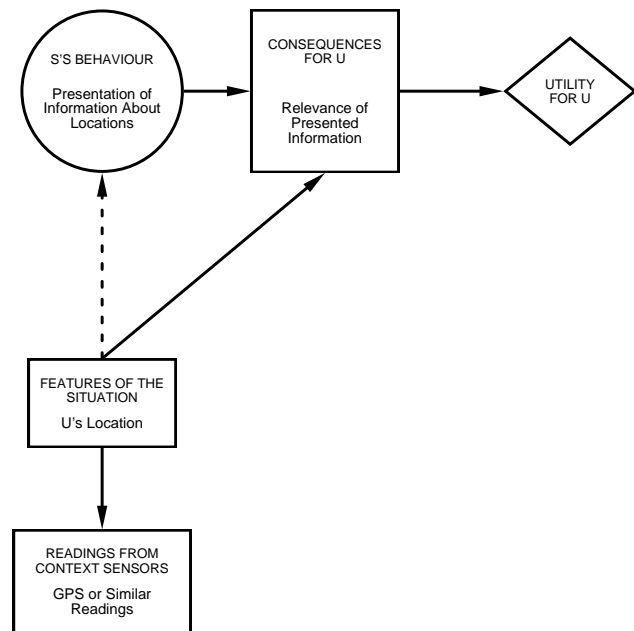 S'S BEHAVIOUR
Presentation of
Information About
Locations
CONSEQUENCES
FOR U
Relevance of
Presented
Information
UTILITY
FOR U
FEATURES OF THE
SITUATION
U's Location
READINGS FROM
CONTEXT SENSORS
GPS or Similar
Readings